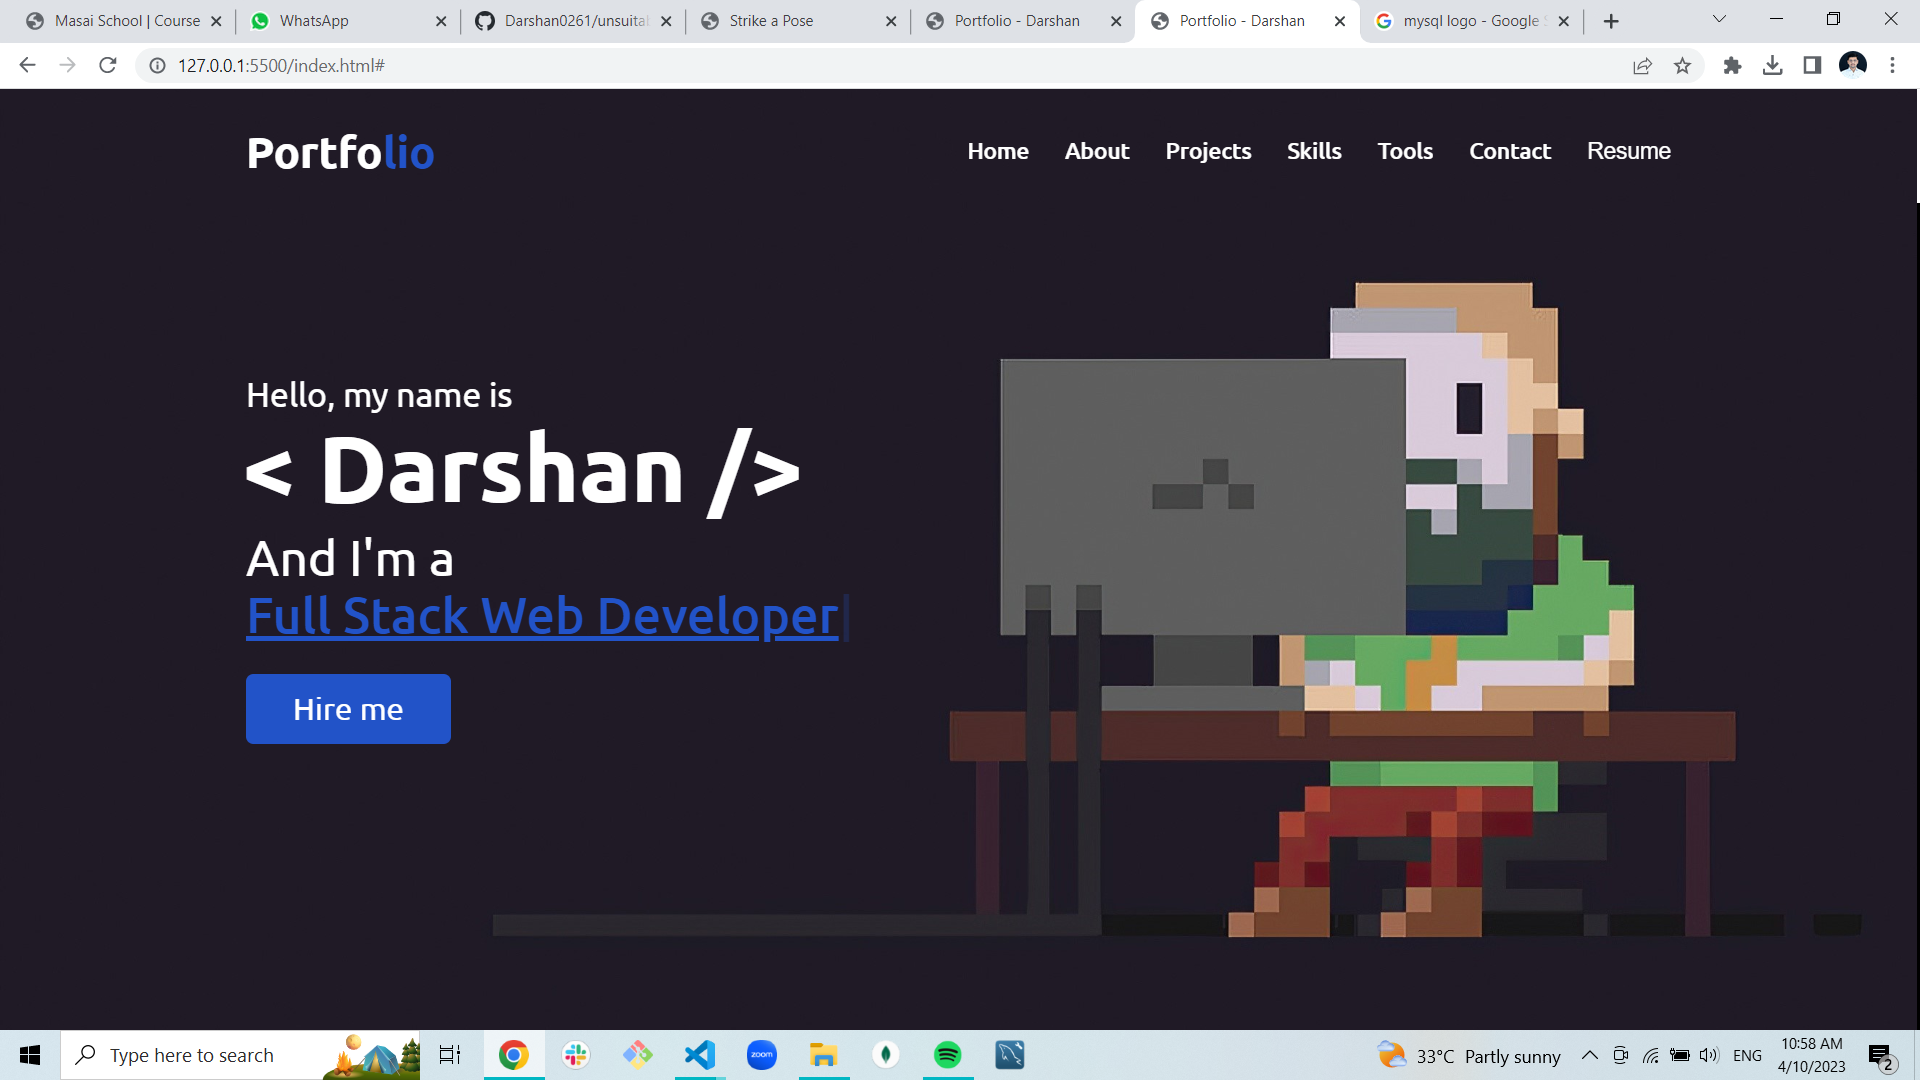 Masai School | Course
WhatsApp
Darshan0261/unsuitab
Strike a Pose
Portfolio - Darshan
Portfolio - Darshan
mysql logo - Google S
127.0.0.1:5500/index.html#
Portfolio
Home
About
Projects
Skills
Tools
Contact
Resume
Hello, my name is
< Darshan />
And I'm a
Full Stack Web Developer
Hire me
Type here to search
zoom
33°C Partly sunny
ENG
10:58 AM
4/10/2023
2